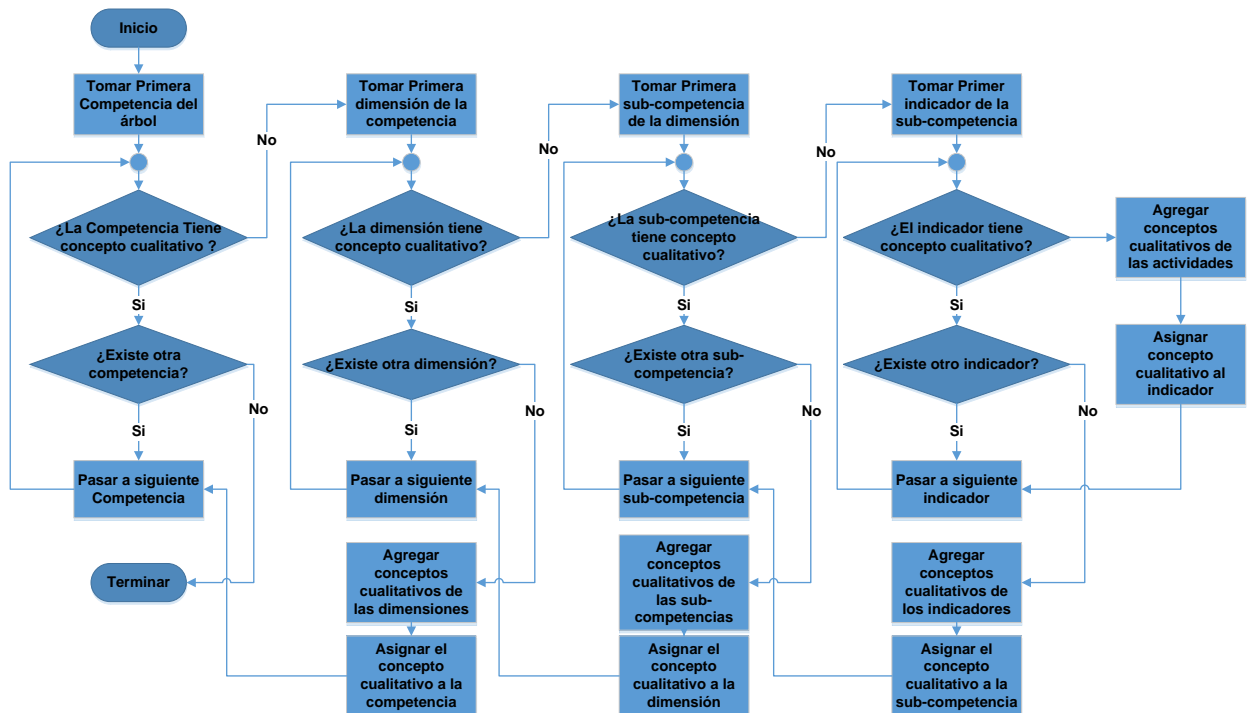 Inicio
Tomar Primera
Competencia del
árbol
¿La Competencia Tiene
concepto cualitativo ?
No
Si
¿Existe otra
competencia?
No
Si
Pasar a siguiente
Competencia
Terminar
Tomar Primera
dimensión de la
competencia
¿La dimensión tiene
concepto cualitativo?
No
Si
¿Existe otra dimensión?
No
Si
Pasar a siguiente
dimensión
Agregar
conceptos
cualitativos de
las dimensiones
Asignar el
concepto
cualitativo a la
competencia
Tomar Primera
sub-competencia
de la dimensión
¿La sub-competencia
tiene concepto
cualitativo?
No
Si
¿Existe otra sub-
competencia?
No
Si
Pasar a siguiente
sub-competencia
Agregar
conceptos
cualitativos de
las sub-
competencias
Asignar el
concepto
cualitativo a la
dimensión
Tomar Primer
indicador de la
sub-competencia
¿El indicador tiene
concepto cualitativo?
Si
¿Existe otro indicador?
No
Si
Pasar a siguiente
indicador
Agregar
conceptos
cualitativos de
los indicadores
Asignar el
concepto
cualitativo a la
sub-competencia
Agregar
conceptos
cualitativos de
las actividades
Asignar
concepto
cualitativo al
indicador